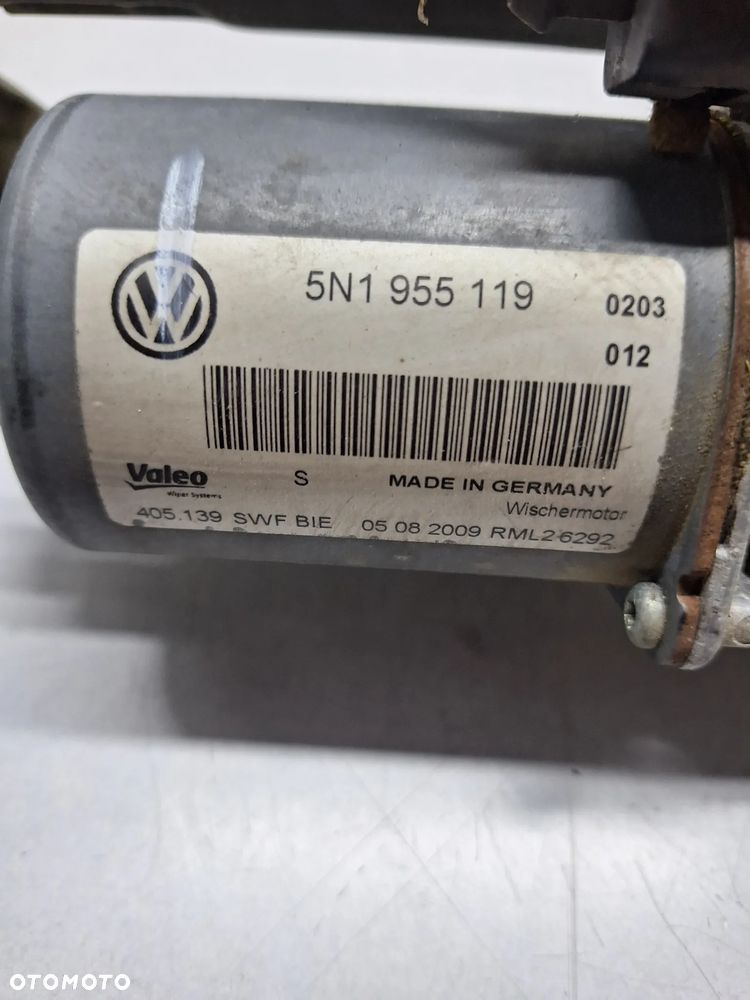 5N1 955 119 0203
012
Valeo S MADE IN GERMANY
Wiper Systems
Wischermotor
405.139 SWF BIE 05 08 2009 RML2 6292
OTOMOTO